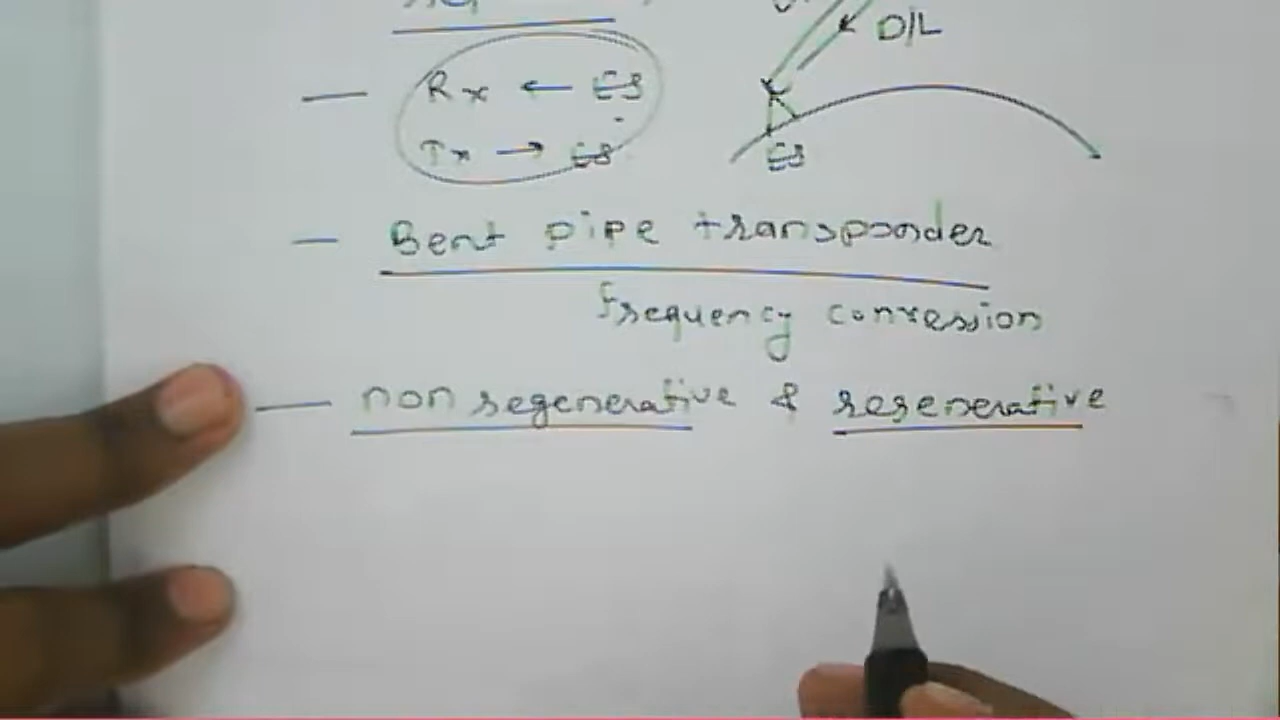 D/L
Rx ← ES
Tx → ES
ES
— Bent pipe transponder
frequency conversion
— non regenerative & regenerative